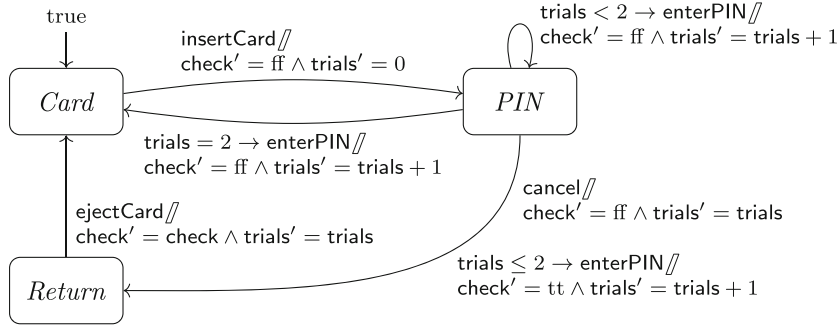 true
insertCard⫽
check′ = ff ∧ trials′ = 0
trials < 2 → enterPIN⫽
check′ = ff ∧ trials′ = trials + 1
Card
PIN
trials = 2 → enterPIN⫽
check′ = ff ∧ trials′ = trials + 1
cancel⫽
check′ = ff ∧ trials′ = trials
ejectCard⫽
check′ = check ∧ trials′ = trials
trials ≤ 2 → enterPIN⫽
check′ = tt ∧ trials′ = trials + 1
Return